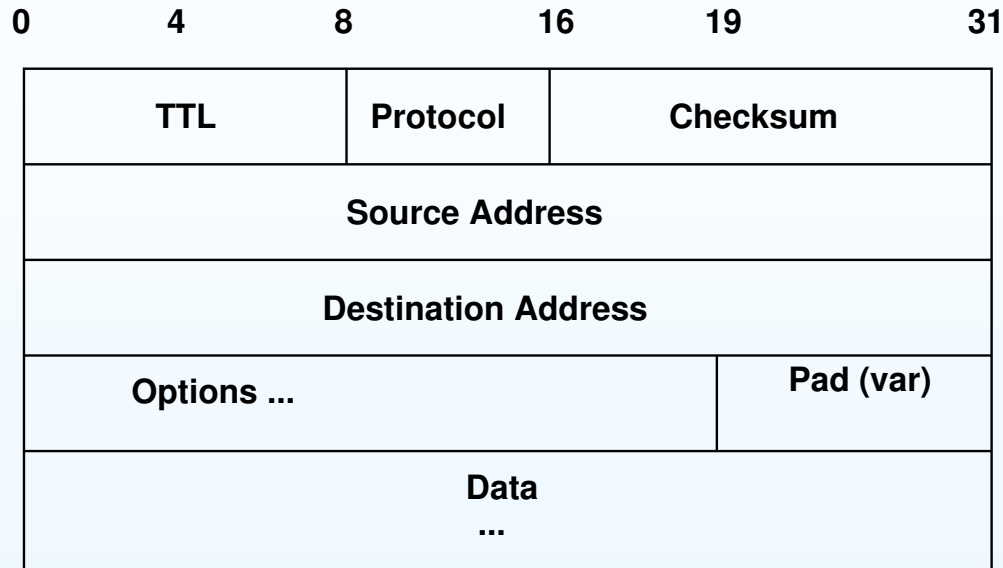 0 4 8 16 19 31
TTL Protocol Checksum
Source Address
Destination Address
Options ... Pad (var)
Data
...